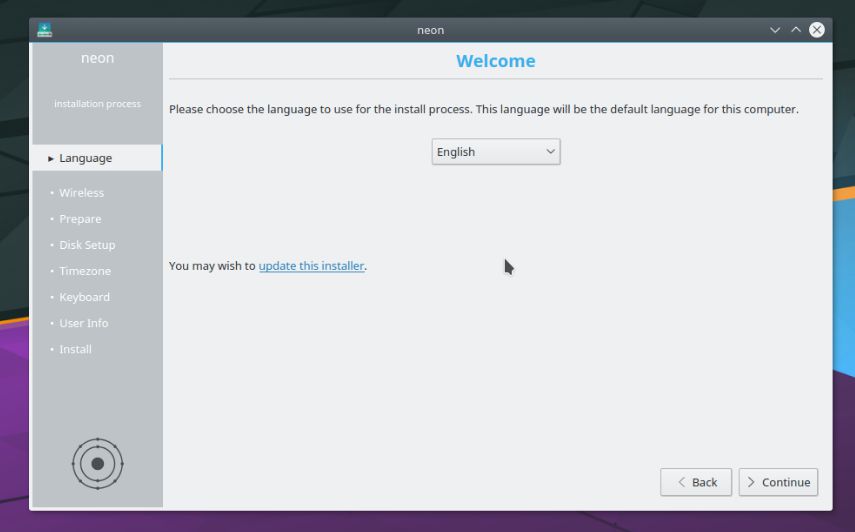 neon
neon
installation process
Language
Wireless
Prepare
Disk Setup
Timezone
Keyboard
User Info
Install
Welcome
Please choose the language to use for the install process. This language will be the default language for this computer.
English
You may wish to update this installer.
Back
Continue